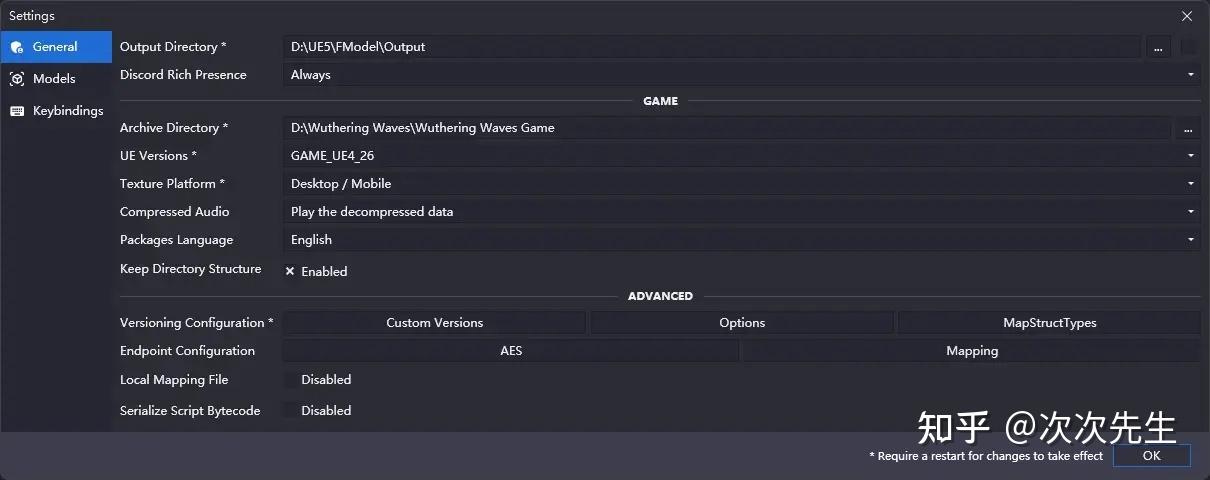 Settings
General
Output Directory * D:\UE5\FModel\Output ...
Models
Discord Rich Presence Always
Keybindings
GAME
Archive Directory * D:\Wuthering Waves\Wuthering Waves Game ...
UE Versions * GAME_UE4_26
Texture Platform * Desktop / Mobile
Compressed Audio Play the decompressed data
Packages Language English
Keep Directory Structure Enabled
ADVANCED
Versioning Configuration * Custom Versions Options MapStructTypes
Endpoint Configuration AES Mapping
Local Mapping File Disabled
Serialize Script Bytecode Disabled
知乎 @次次先生
* Require a restart for changes to take effect OK